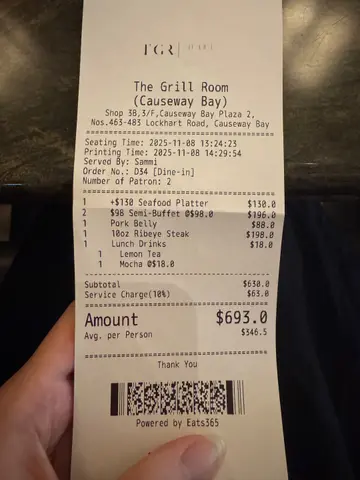 FGR
The Grill Room
(Causeway Bay)
Shop 3B,3/F,Causeway Bay Plaza 2,
Nos.463-483 Lockhart Road, Causeway Bay
Seating Time: 2025-11-08 13:24:23
Printing Time: 2025-11-08 14:29:54
Served By: Sammi
Order No.: D34 [Dine-in]
Number of Patron: 2
1 +$130 Seafood Platter $130.0
2 $98 Semi-Buffet @$98.0 $196.0
1 Pork Belly $88.0
1 10oz Ribeye Steak $198.0
1 Lunch Drinks $18.0
1 Lemon Tea
1 Mocha @$18.0
Subtotal $630.0
Service Charge(10%) $63.0
Amount $693.0
Avg. per Person $346.5
Thank You
Powered by Eats365